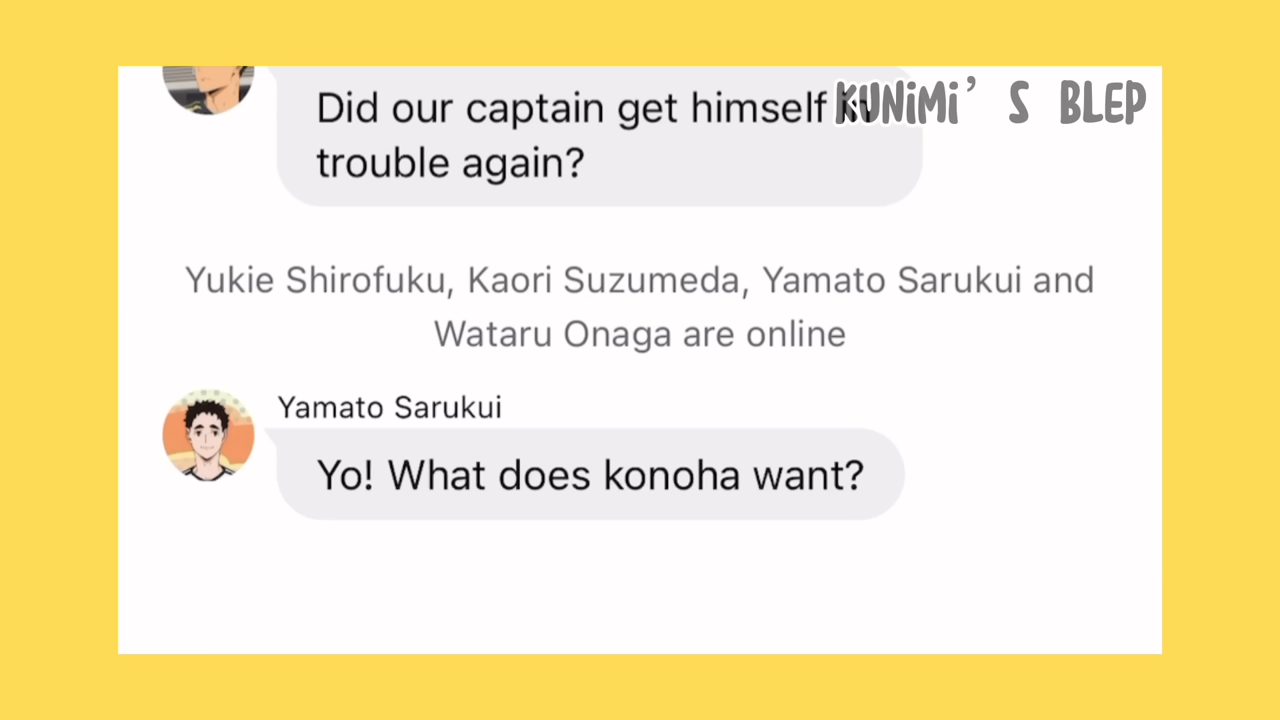 KUNiMi'S BLEP
Did our captain get himself in
trouble again?
Yukie Shirofuku, Kaori Suzumeda, Yamato Sarukui and
Wataru Onaga are online
Yamato Sarukui
Yo! What does konoha want?